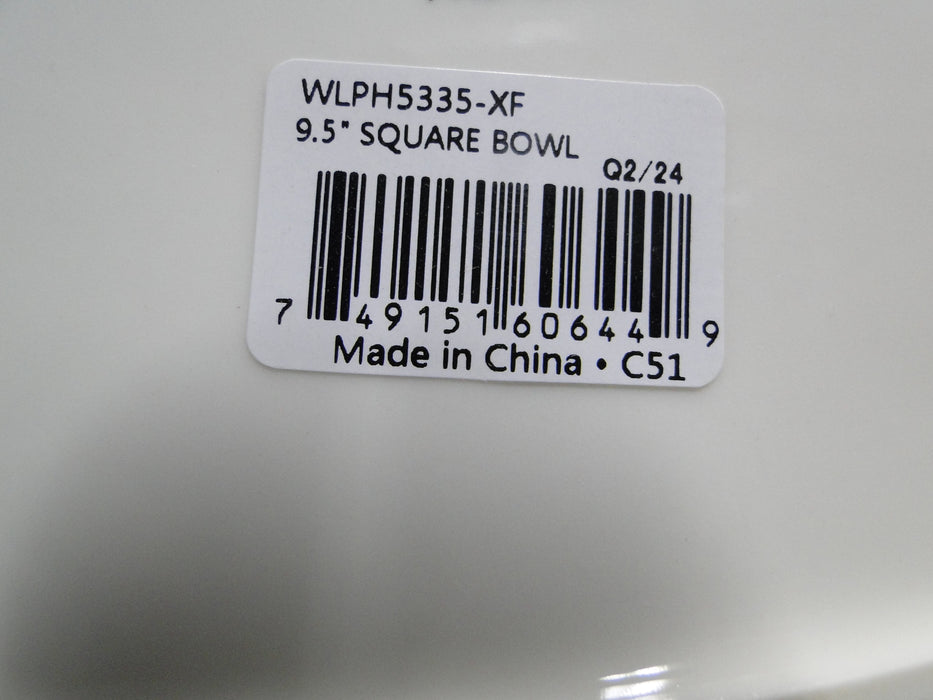 WLPH5335-XF
9.5" SQUARE BOWL
Q2/24
7 49151 60644 9
Made in China • C51